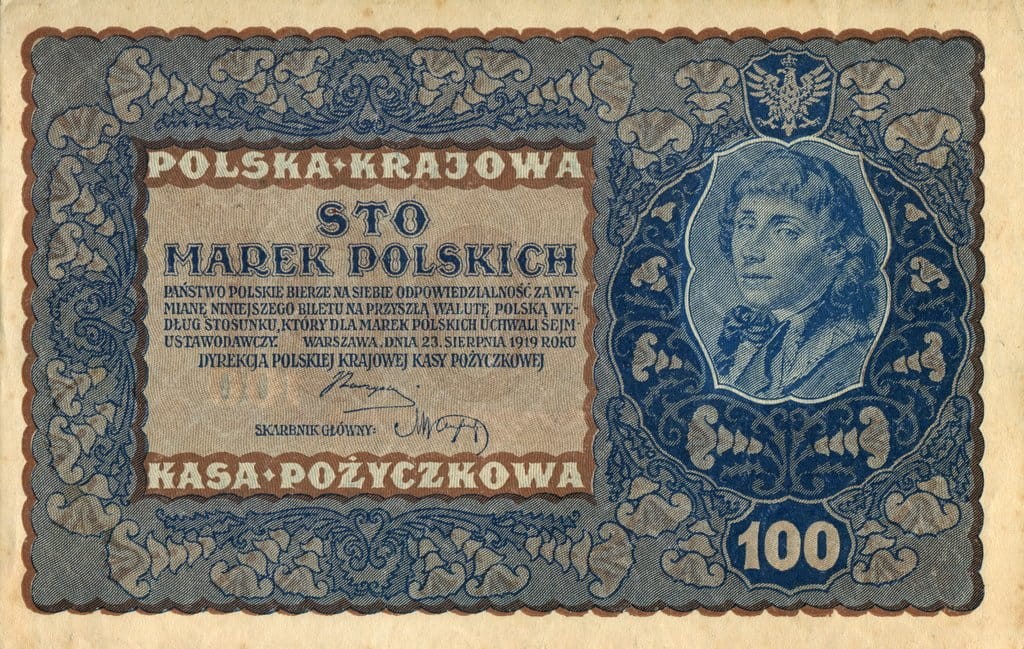 POLSKA KRAJOWA
STO
MAREK POLSKICH
PAŃSTWO POLSKIE BIERZE NA SIEBIE ODPOWIEDZIALNOŚĆ ZA WY-
MIANĘ NINIEJSZEGO BILETU NA PRZYSZŁĄ WALUTĘ POLSKĄ WE-
DŁUG STOSUNKU, KTÓRY DLA MAREK POLSKICH UCHWALI SEJM-
USTAWODAWCZY. WARSZAWA, DNIA 23. SIERPNIA 1919 ROKU
DYREKCJA POLSKIEJ KRAJOWEJ KASY POŻYCZKOWEJ
SKARBNIK GŁÓWNY:
KASA POŻYCZKOWA
100